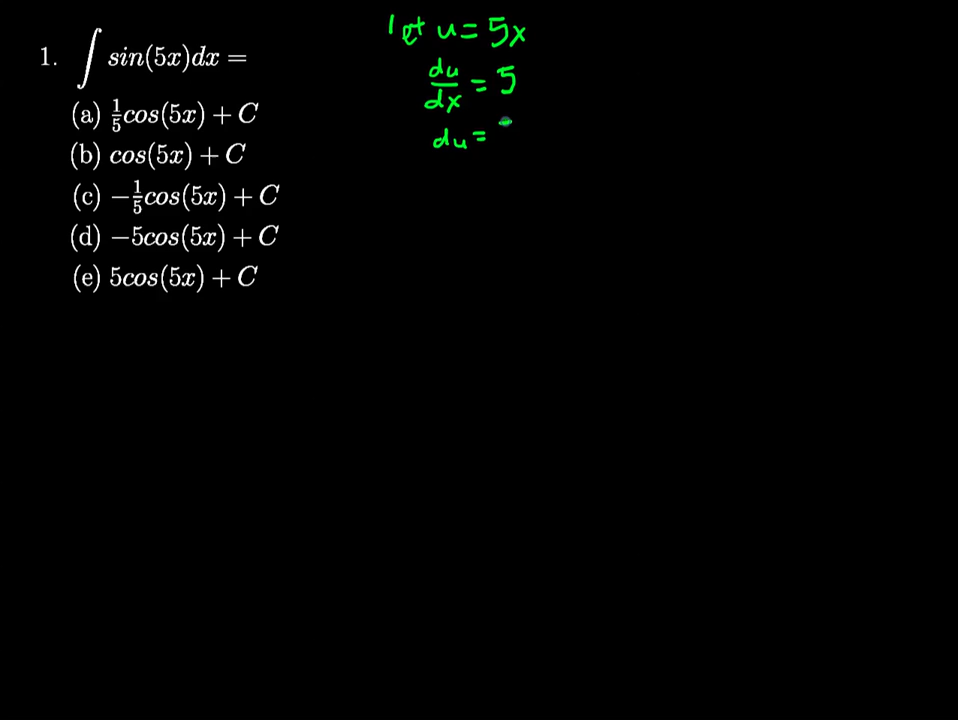 1. ∫ sin(5x)dx =
(a) 1/5 cos(5x) + C
(b) cos(5x) + C
(c) −1/5 cos(5x) + C
(d) −5cos(5x) + C
(e) 5cos(5x) + C
let u = 5x
du/dx = 5
du =